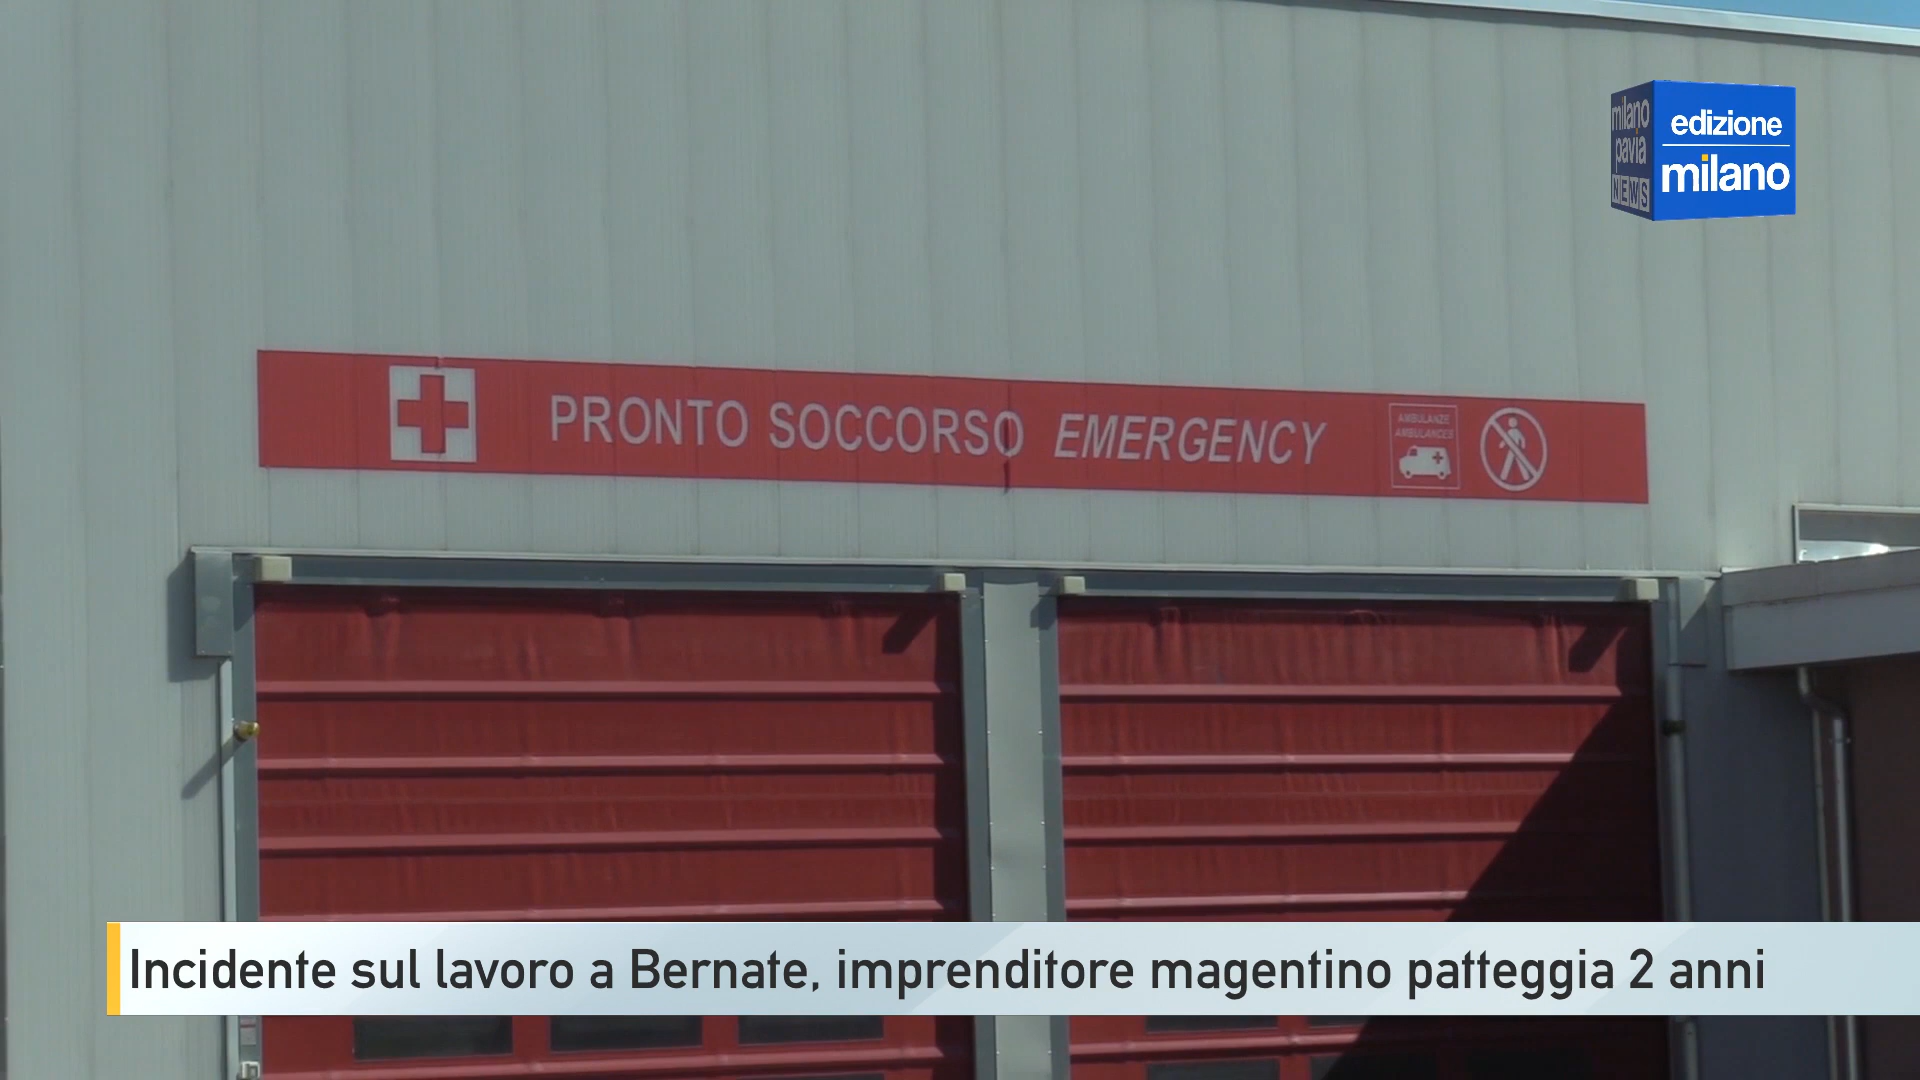 milano
pavia
NEWS
edizione
milano
PRONTO SOCCORSO EMERGENCY
AMBULANZE
AMBULANCES
Incidente sul lavoro a Bernate, imprenditore magentino patteggia 2 anni